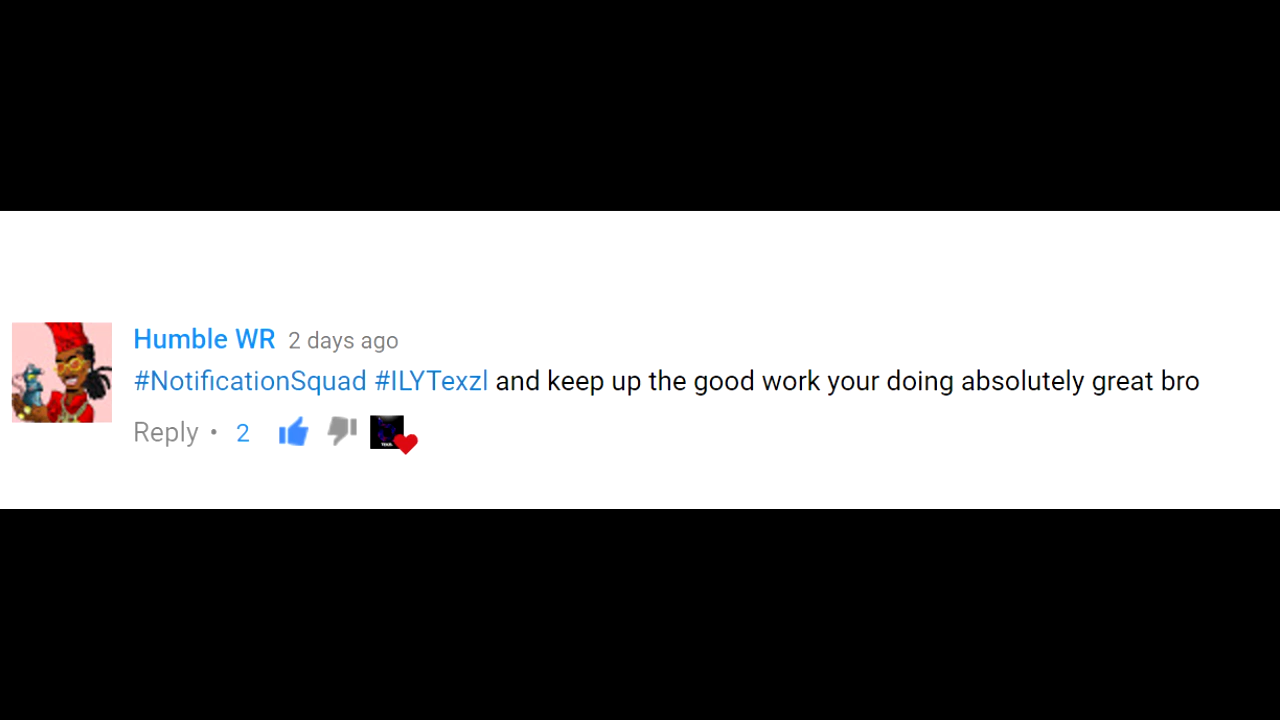 Humble WR 2 days ago
#NotificationSquad #ILYTexzl and keep up the good work your doing absolutely great bro
Reply • 2